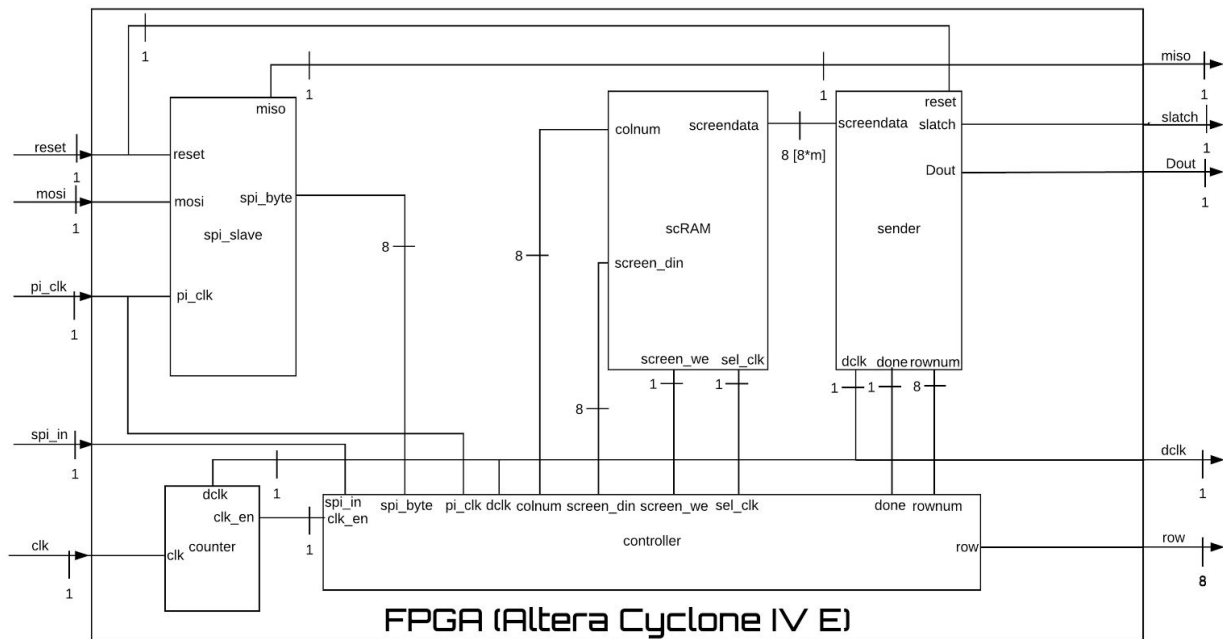 1
miso
1
1
1
miso
reset
slatch
1
colnum
screendata
screendata
slatch
1
8 [8*m]
reset
1
reset
Dout
Dout
1
mosi
1
mosi
spi_byte
spi_slave
scRAM
sender
8
8
screen_din
pi_clk
1
pi_clk
screen_we
sel_clk
dclk
done
rownum
1
1
1
1
8
8
spi_in
1
dclk
1
1
dclk
clk_en
spi_in
clk_en
spi_byte
pi_clk
dclk
colnum
screen_din
screen_we
sel_clk
done
rownum
clk
1
clk
counter
1
controller
row
row
8
FPGA (Altera Cyclone IV E)